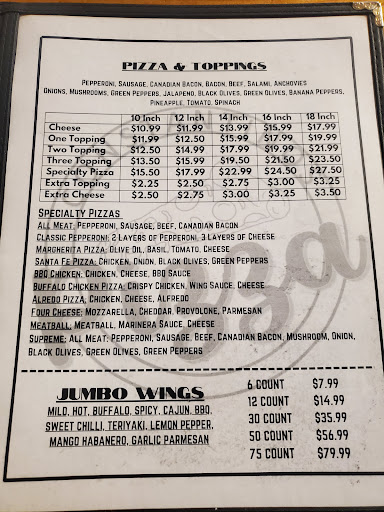 PIZZA & TOPPINGS
PEPPERONI, SAUSAGE, CANADIAN BACON, BACON, BEEF, SALAMI, ANCHOVIES
ONIONS, MUSHROOMS, GREEN PEPPERS, JALAPENO, BLACK OLIVES, GREEN OLIVES, BANANA PEPPERS,
PINEAPPLE, TOMATO, SPINACH
10 Inch 12 Inch 14 Inch 16 Inch 18 Inch
Cheese $10.99 $11.99 $13.99 $15.99 $17.99
One Topping $11.99 $12.50 $15.99 $17.99 $19.99
Two Topping $12.50 $14.99 $17.99 $19.99 $21.99
Three Topping $13.50 $15.99 $19.50 $21.50 $23.50
Specialty Pizza $15.50 $17.99 $22.99 $24.50 $27.50
Extra Topping $2.25 $2.50 $2.75 $3.00 $3.25
Extra Cheese $2.50 $2.75 $3.00 $3.25 $3.50
SPECIALTY PIZZAS
ALL MEAT: PEPPERONI, SAUSAGE, BEEF, CANADIAN BACON
CLASSIC PEPPERONI: 2 LAYERS OF PEPPERONI, 3 LAYERS OF CHEESE
MARGHERITA PIZZA: OLIVE OIL, BASIL, TOMATO, CHEESE
SANTA FE PIZZA: CHICKEN, ONION, BLACK OLIVES, GREEN PEPPERS
BBQ CHICKEN: CHICKEN, CHEESE, BBQ SAUCE
BUFFALO CHICKEN PIZZA: CRISPY CHICKEN, WING SAUCE, CHEESE
ALREDO PIZZA: CHICKEN, CHEESE, ALFREDO
FOUR CHEESE: MOZZARELLA, CHEDDAR, PROVOLONE, PARMESAN
MEATBALL: MEATBALL, MARINERA SAUCE, CHEESE
SUPREME: ALL MEAT: PEPPERONI, SAUSAGE, BEEF, CANADIAN BACON, MUSHROOM, ONION,
BLACK OLIVES, GREEN OLIVES, GREEN PEPPERS
JUMBO WINGS
MILD, HOT, BUFFALO, SPICY, CAJUN, BBQ,
SWEET CHILLI, TERIYAKI, LEMON PEPPER,
MANGO HABANERO, GARLIC PARMESAN
6 COUNT $7.99
12 COUNT $14.99
30 COUNT $35.99
50 COUNT $56.99
75 COUNT $79.99